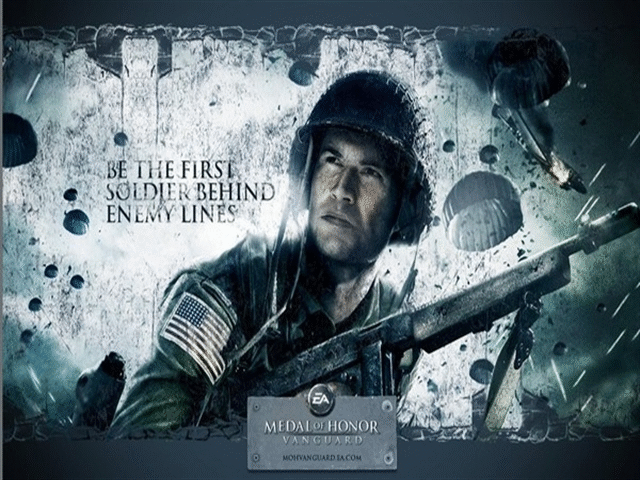 BE THE FIRST
SOLDIER BEHIND
ENEMY LINES
EA
MEDAL OF HONOR
VANGUARD
MOHVANGUARD.EA.COM